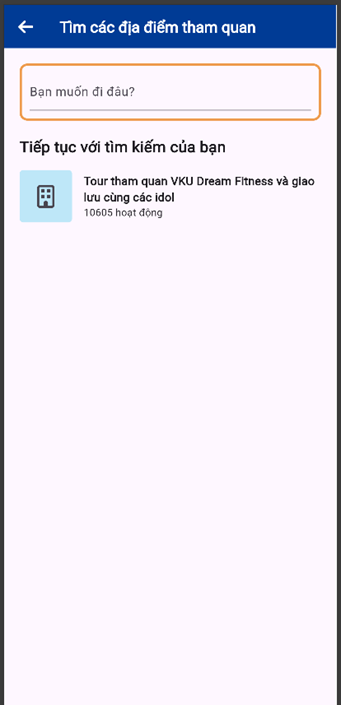 Tìm các địa điểm tham quan
Bạn muốn đi đâu?
Tiếp tục với tìm kiếm của bạn
Tour tham quan VKU Dream Fitness và giao
lưu cùng các idol
10605 hoạt động